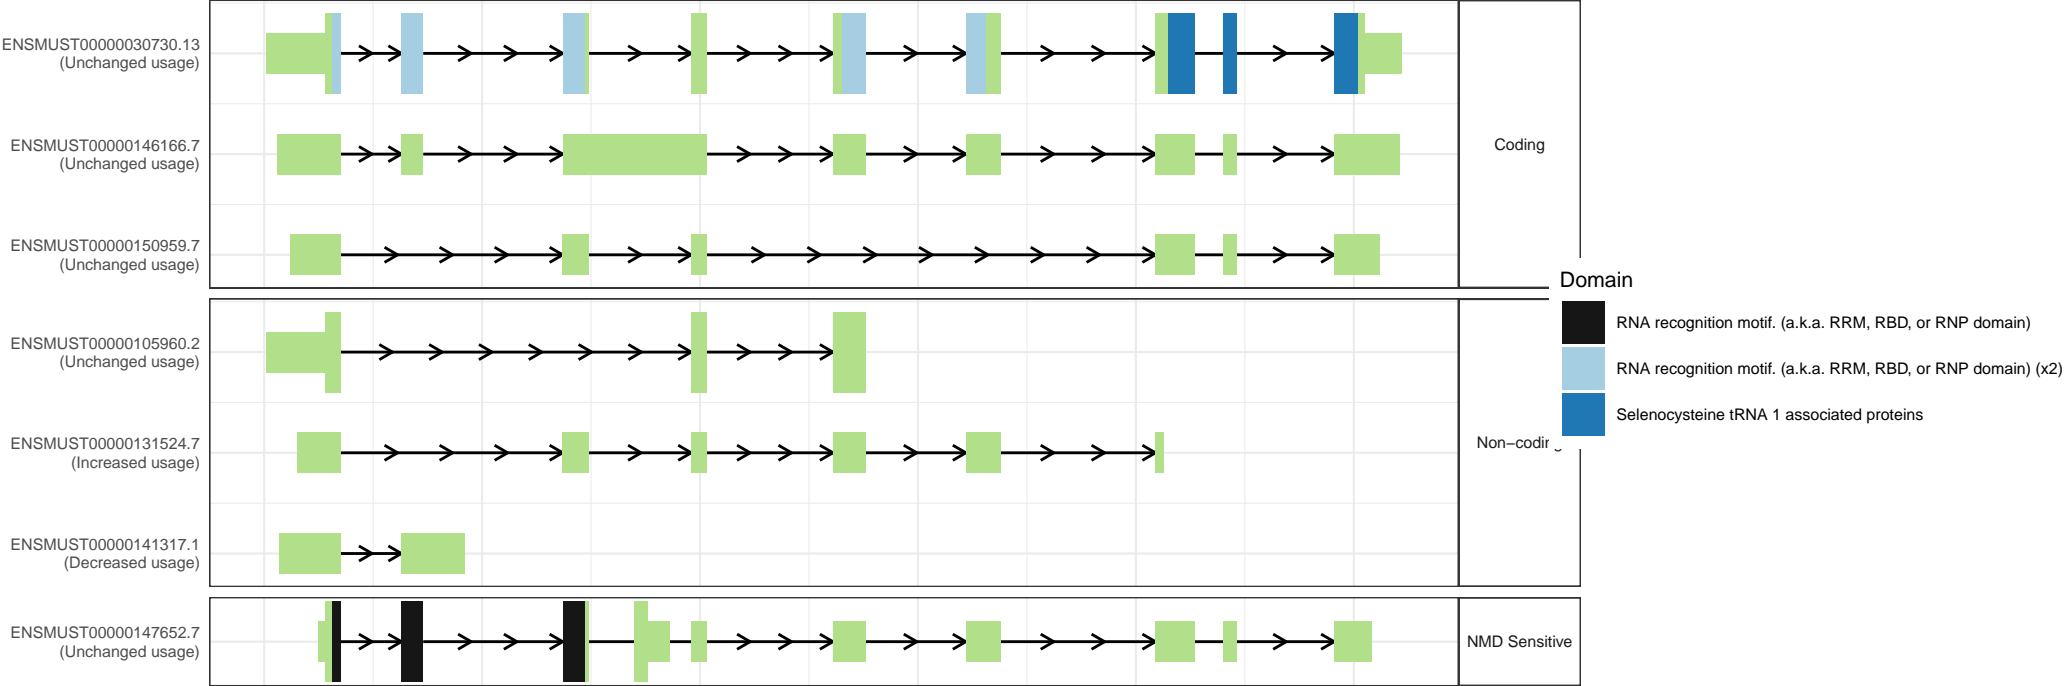 ENSMUST00000030730.13
(Unchanged usage)
ENSMUST00000146166.7
(Unchanged usage)
ENSMUST00000150959.7
(Unchanged usage)
Coding
ENSMUST00000105960.2
(Unchanged usage)
ENSMUST00000131524.7
(Increased usage)
ENSMUST00000141317.1
(Decreased usage)
ENSMUST00000147652.7
(Unchanged usage)
NMD Sensitive
Domain
RNA recognition motif. (a.k.a. RRM, RBD, or RNP domain)
RNA recognition motif. (a.k.a. RRM, RBD, or RNP domain) (x2)
Selenocysteine tRNA 1 associated proteins